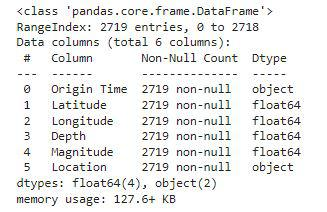 <class 'pandas.core.frame.DataFrame'>
RangeIndex: 2719 entries, 0 to 2718
Data columns (total 6 columns):
 #   Column       Non-Null Count  Dtype
---  ------       --------------  -----
 0   Origin Time  2719 non-null   object
 1   Latitude     2719 non-null   float64
 2   Longitude    2719 non-null   float64
 3   Depth        2719 non-null   float64
 4   Magnitude    2719 non-null   float64
 5   Location     2719 non-null   object
dtypes: float64(4), object(2)
memory usage: 127.6+ KB